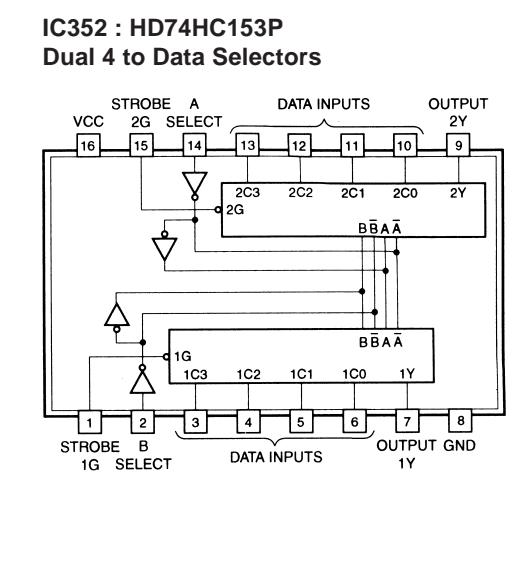 IC352 : HD74HC153P
Dual 4 to Data Selectors
STROBE A DATA INPUTS OUTPUT
VCC 2G SELECT 2Y
16 15 14 13 12 11 10 9
2C3 2C2 2C1 2C0 2Y
2G
B B̅ A A̅
B B̅ A A̅
1G
1C3 1C2 1C1 1C0 1Y
1 2 3 4 5 6 7 8
STROBE B DATA INPUTS OUTPUT GND
1G SELECT 1Y